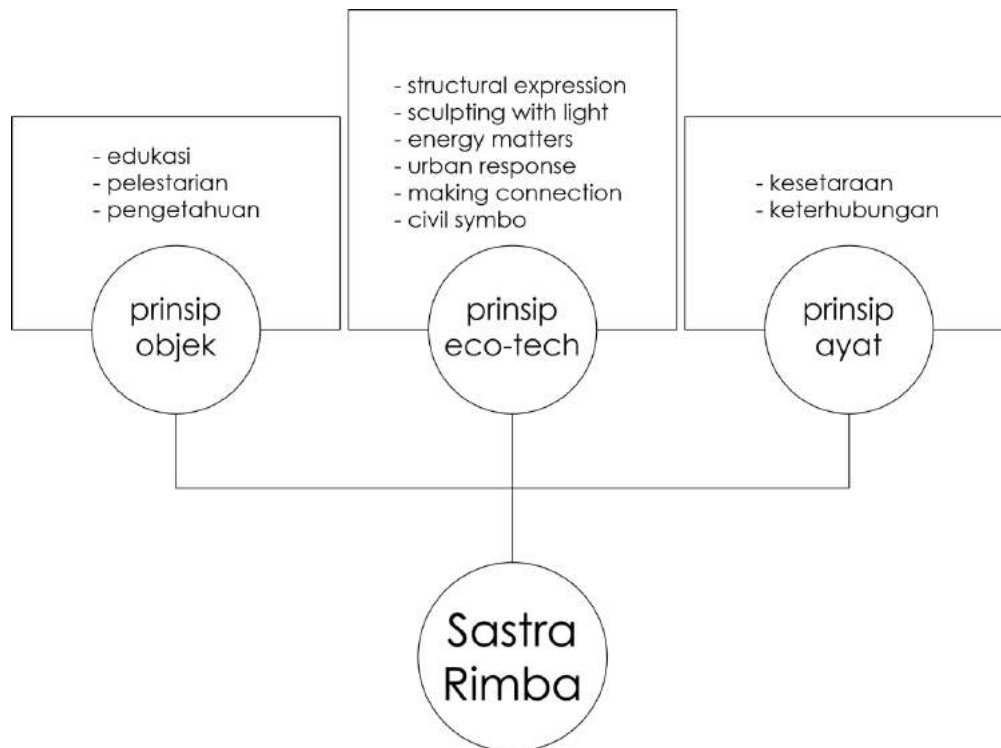 - edukasi
- pelestarian
- pengetahuan
prinsip
objek
- structural expression
- sculpting with light
- energy matters
- urban response
- making connection
- civil symbo
prinsip
eco-tech
- kesetaraan
- keterhubungan
prinsip
ayat
Sastra
Rimba